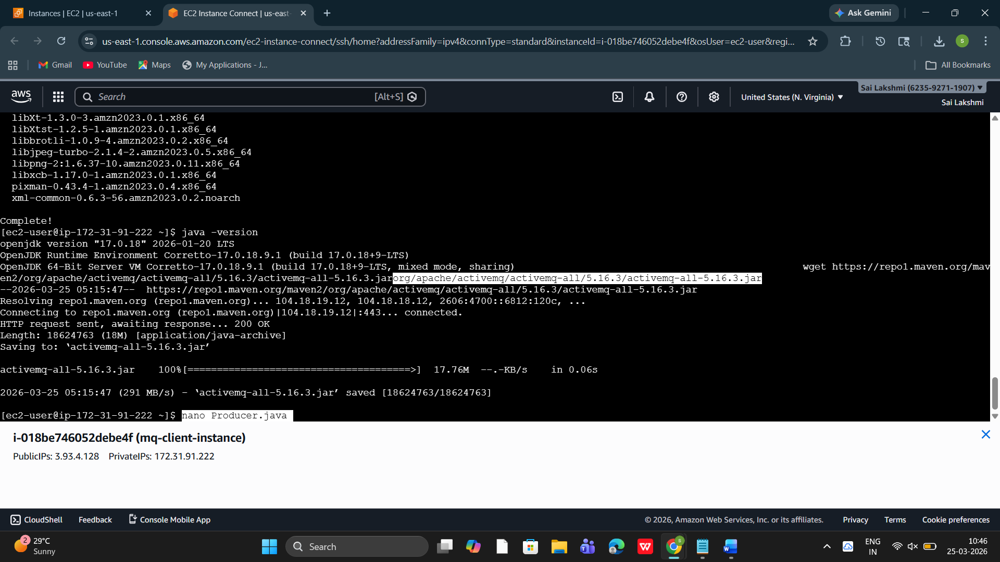 Instances | EC2 | us-east-1
EC2 Instance Connect | us-east-
Ask Gemini
us-east-1.console.aws.amazon.com/ec2-instance-connect/ssh/home?addressFamily=ipv4&connType=standard&instanceId=i-018be746052debe4f&osUser=ec2-user&regi...
S
Gmail
YouTube
Maps
My Applications - J...
All Bookmarks
aws
Search
[Alt+S]
United States (N. Virginia)
Sai Lakshmi (6235-9271-1907)
Sai Lakshmi
libXt-1.3.0-3.amzn2023.0.1.x86_64
libXtst-1.2.5-1.amzn2023.0.1.x86_64
libbrotli-1.0.9-4.amzn2023.0.2.x86_64
libjpeg-turbo-2.1.4-2.amzn2023.0.5.x86_64
libpng-2:1.6.37-10.amzn2023.0.11.x86_64
libxcb-1.17.0-1.amzn2023.0.1.x86_64
pixman-0.43.4-1.amzn2023.0.4.x86_64
xml-common-0.6.3-56.amzn2023.0.2.noarch
Complete!
[ec2-user@ip-172-31-91-222 ~]$ java -version
openjdk version "17.0.18" 2026-01-20 LTS
OpenJDK Runtime Environment Corretto-17.0.18.9.1 (build 17.0.18+9-LTS)
OpenJDK 64-Bit Server VM Corretto-17.0.18.9.1 (build 17.0.18+9-LTS, mixed mode, sharing) wget https://repo1.maven.org/mav
en2/org/apache/activemq/activemq-all/5.16.3/activemq-all-5.16.3.jarorg/apache/activemq/activemq-all/5.16.3/activemq-all-5.16.3.jar
--2026-03-25 05:15:47-- https://repo1.maven.org/maven2/org/apache/activemq/activemq-all/5.16.3/activemq-all-5.16.3.jar
Resolving repo1.maven.org (repo1.maven.org)... 104.18.19.12, 104.18.18.12, 2606:4700::6812:120c, ...
Connecting to repo1.maven.org (repo1.maven.org)|104.18.19.12|:443... connected.
HTTP request sent, awaiting response... 200 OK
Length: 18624763 (18M) [application/java-archive]
Saving to: ‘activemq-all-5.16.3.jar’
activemq-all-5.16.3.jar 100%[======================================>] 17.76M --.-KB/s in 0.06s
2026-03-25 05:15:47 (291 MB/s) - ‘activemq-all-5.16.3.jar’ saved [18624763/18624763]
[ec2-user@ip-172-31-91-222 ~]$ nano Producer.java
i-018be746052debe4f (mq-client-instance)
PublicIPs: 3.93.4.128 PrivateIPs: 172.31.91.222
CloudShell
Feedback
Console Mobile App
© 2026, Amazon Web Services, Inc. or its affiliates.
Privacy
Terms
Cookie preferences
2
29°C
Sunny
Search
ENG
IN
10:46
25-03-2026